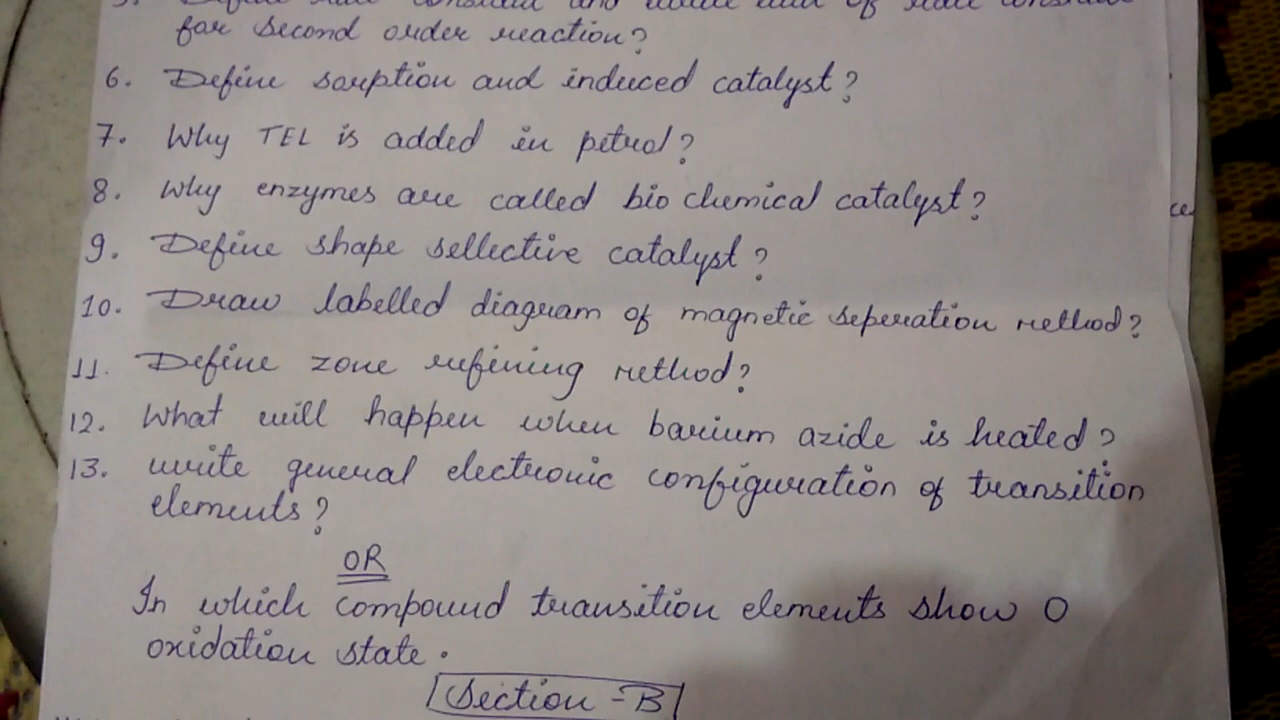 for second order reaction?
6. Define sorption and induced catalyst?
7. Why TEL is added in petrol?
8. Why enzymes are called bio chemical catalyst?
9. Define shape sellective catalyst?
10. Draw labelled diagram of magnetic seperation method?
11. Define zone refining method?
12. What will happen when barium azide is heated?
13. write general electronic configuration of transition
elements?
OR
In which compound transition elements show 0
oxidation state.
Section - B